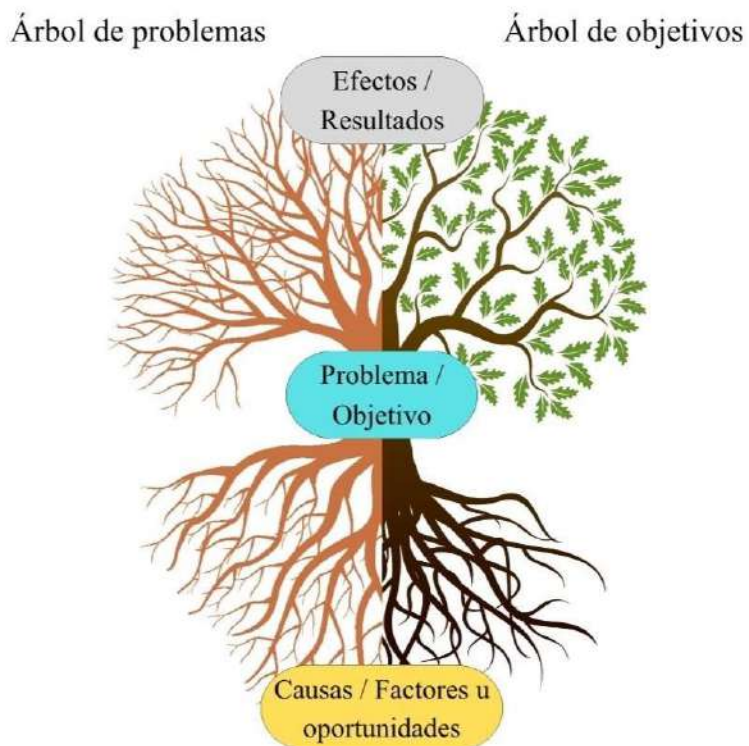 Árbol de problemas
Árbol de objetivos
Efectos /
Resultados
Problema /
Objetivo
Causas / Factores u
oportunidades